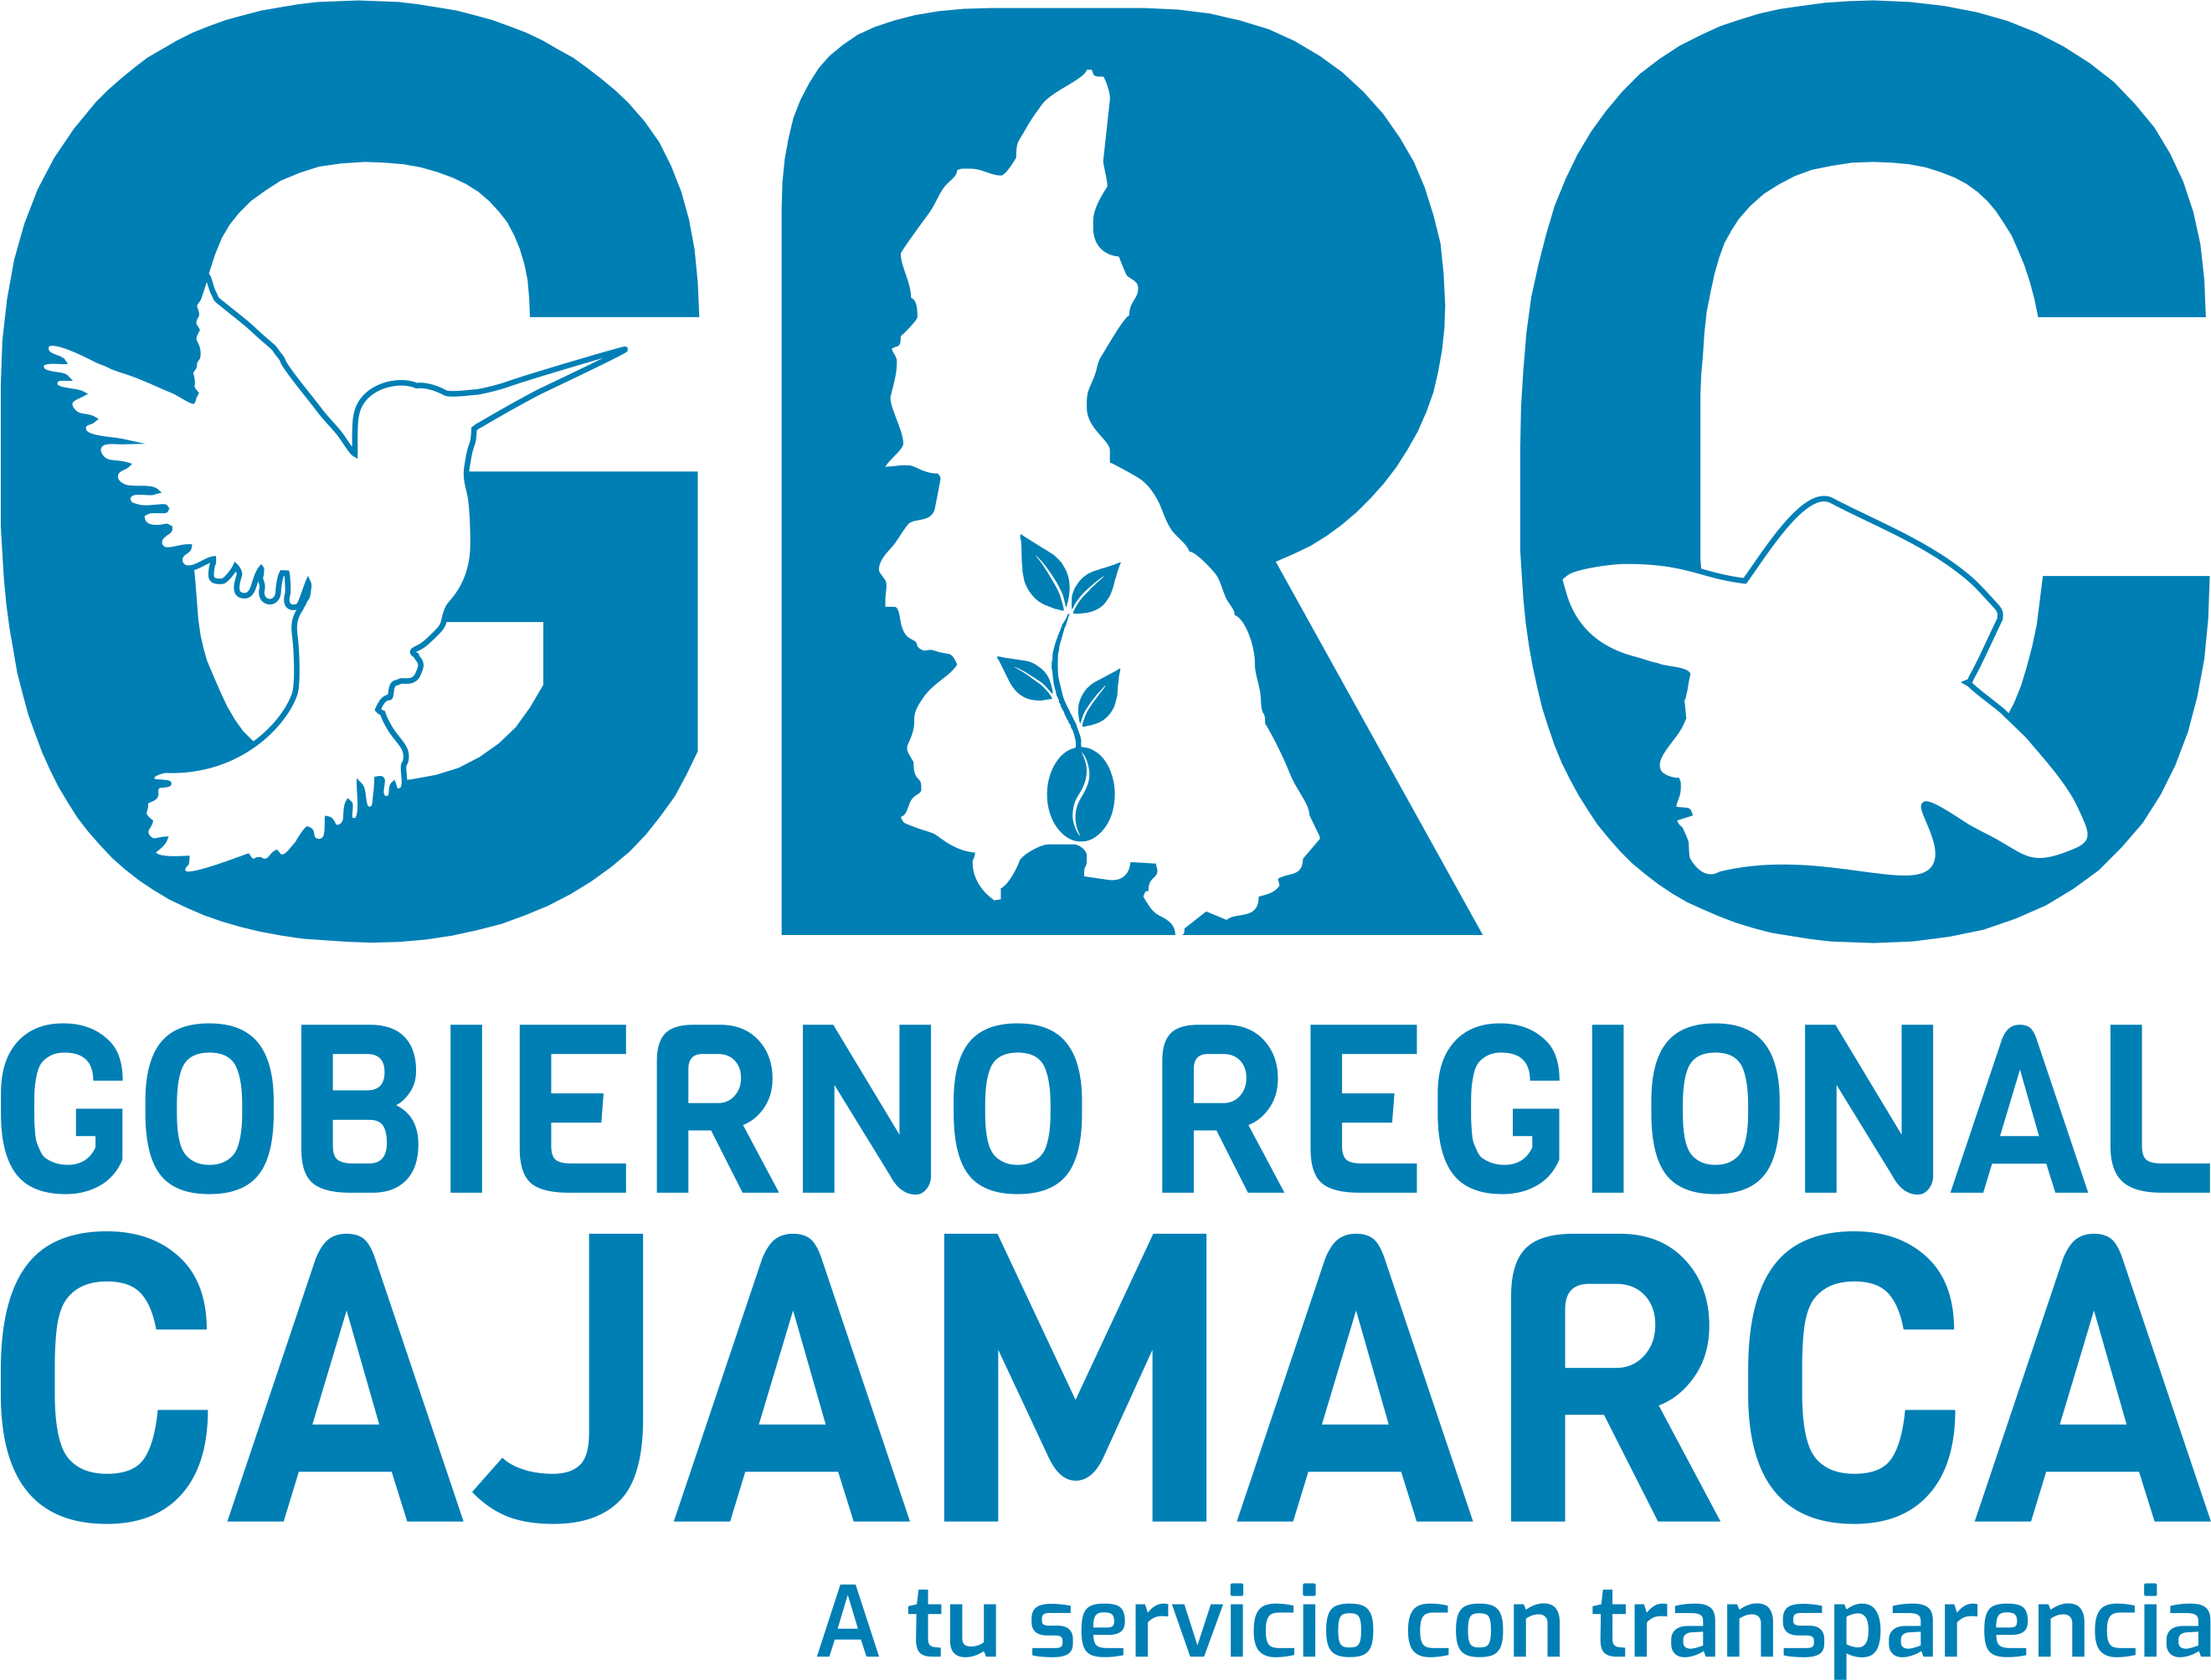 GRC
GOBIERNO REGIONAL
CAJAMARCA
A tu servicio con transparencia